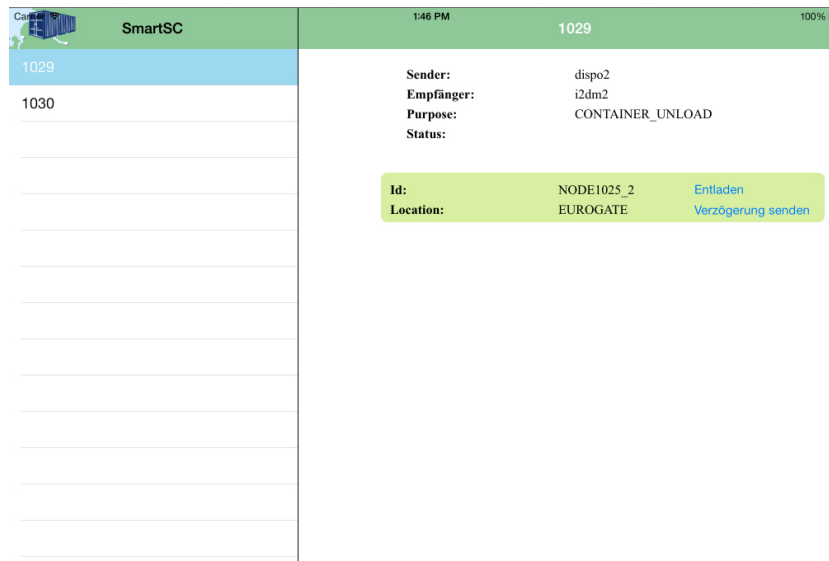 1:46 PM
100%
SmartSC
1029
1029
1030
Sender: dispo2
Empfänger: i2dm2
Purpose: CONTAINER_UNLOAD
Status:
Id: NODE1025_2 Entladen
Location: EUROGATE Verzögerung senden